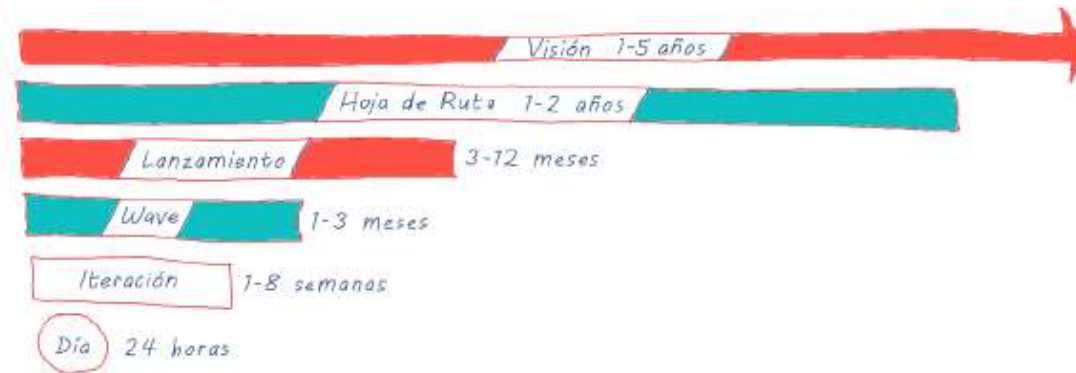 Visión 1-5 años
Hoja de Ruta 1-2 años
Lanzamiento 3-12 meses
Wave 1-3 meses
Iteración 1-8 semanas
Día 24 horas